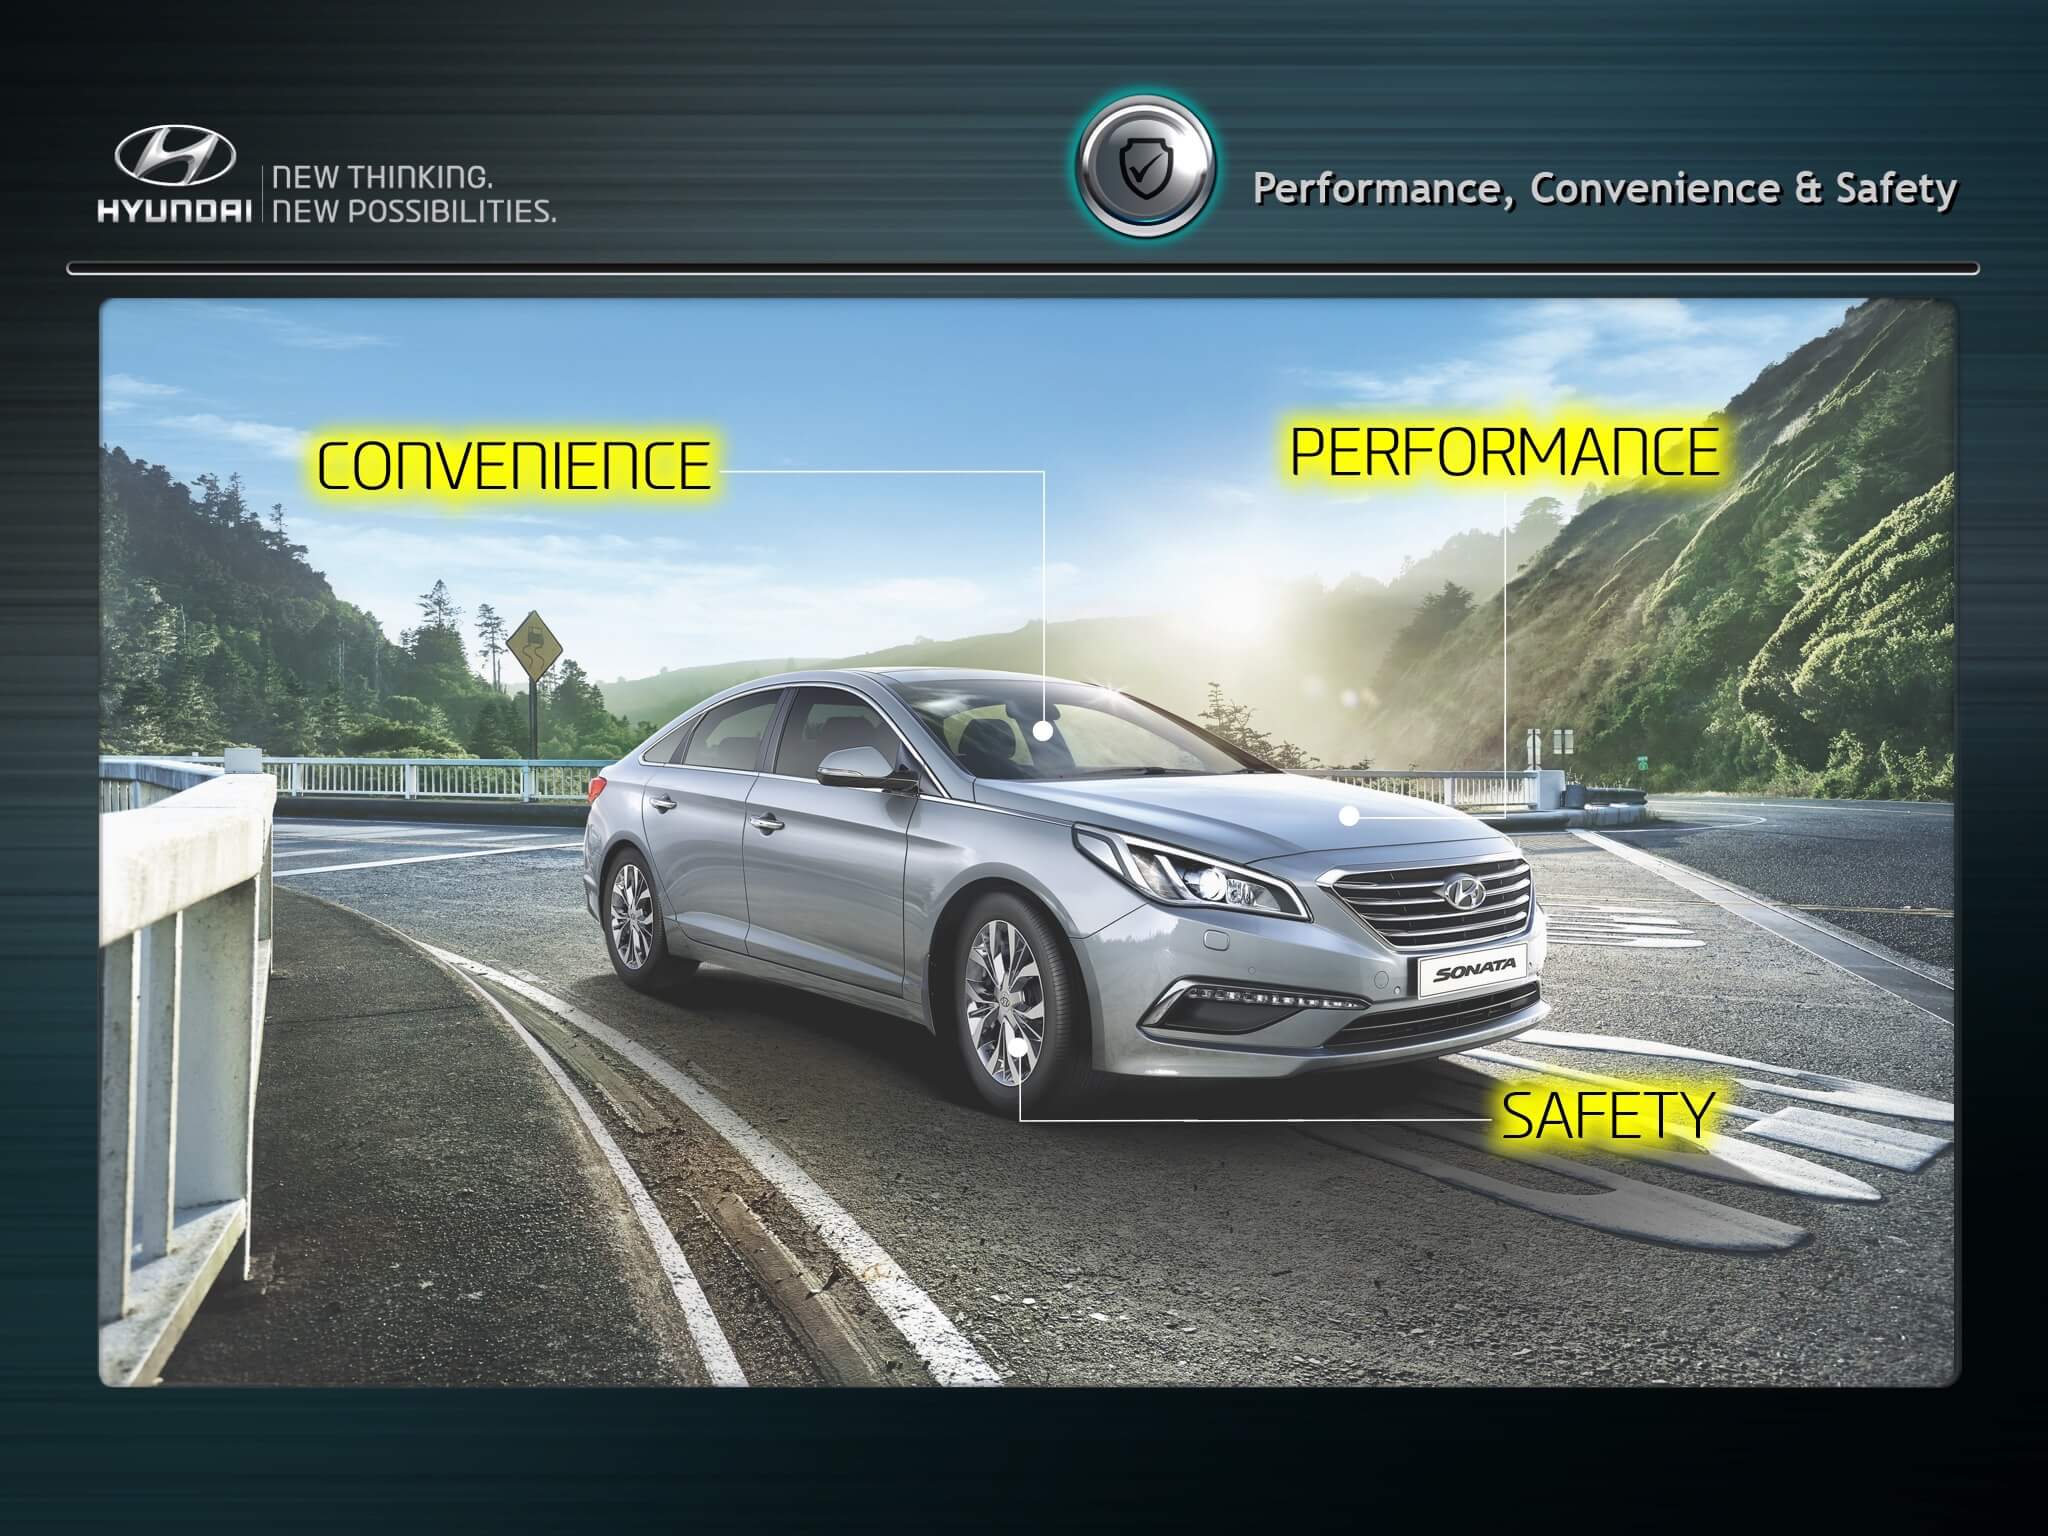 HYUNDAI
NEW THINKING.
NEW POSSIBILITIES.
Performance, Convenience & Safety
CONVENIENCE
PERFORMANCE
SONATA
SAFETY